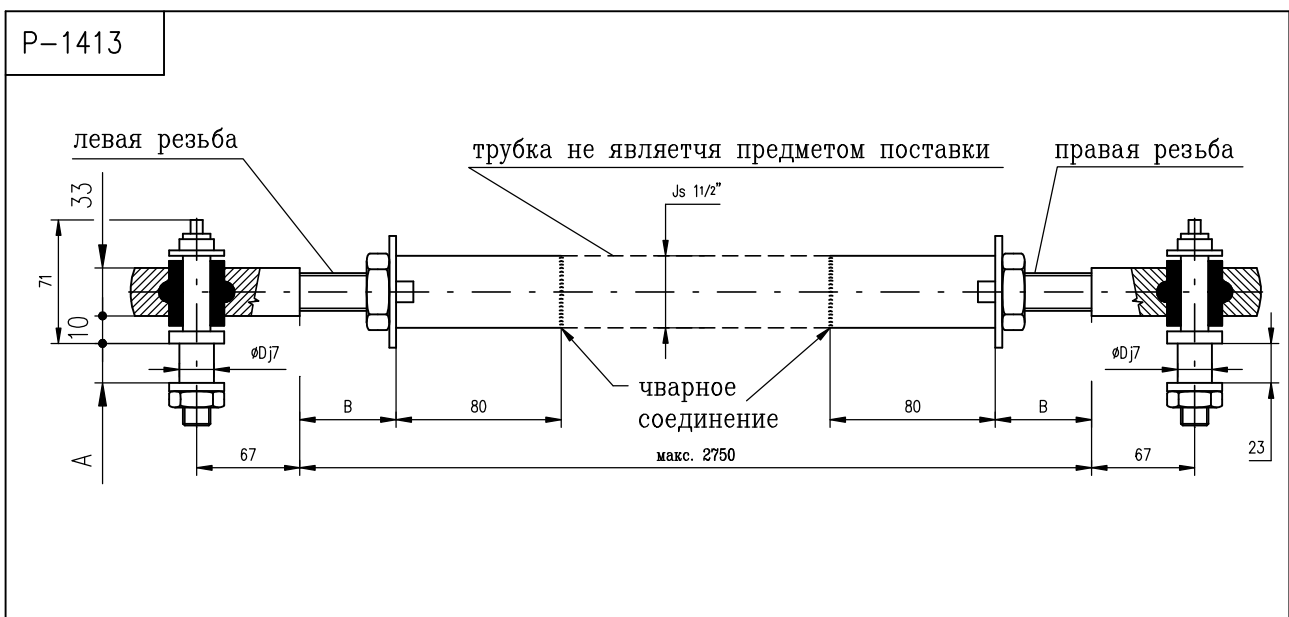 P-1413
левая резьба
трубка не являетчя предметом поставки
правая резьба
Js 1 1/2"
33
71
10
A
øDj7
øDj7
чварное
соединение
B
80
80
B
67
макс. 2750
67
23